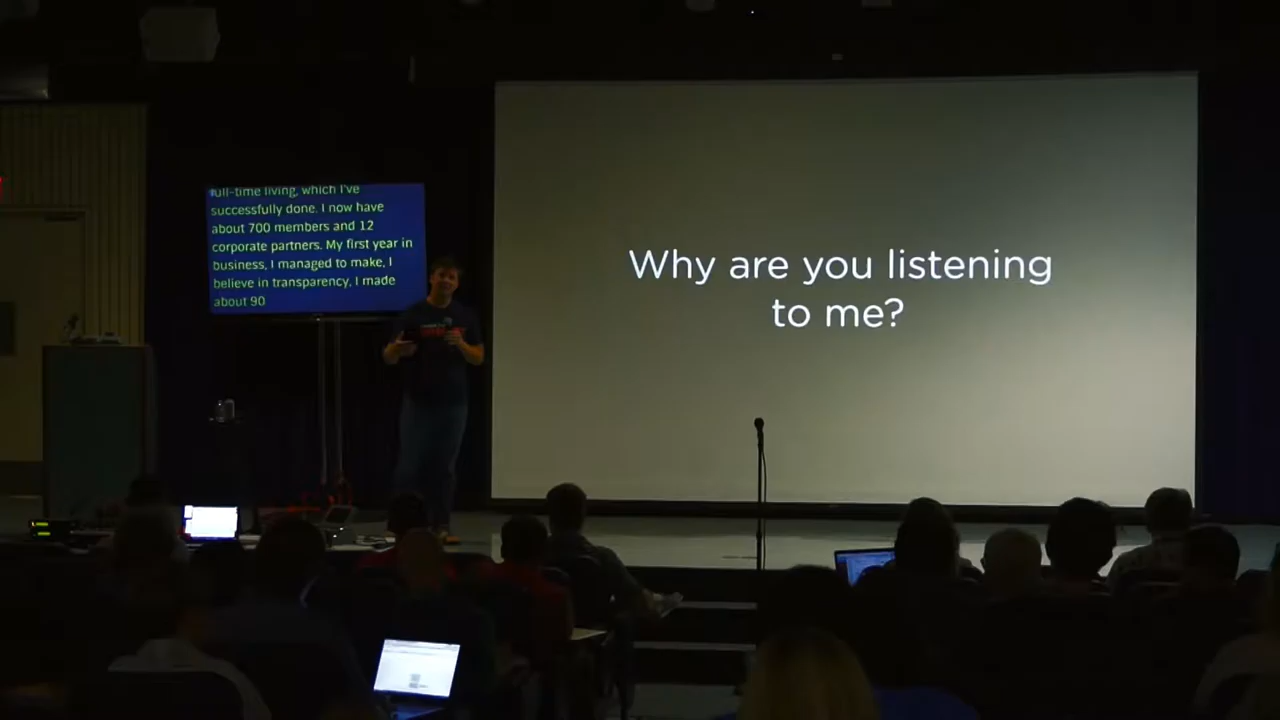 full-time living, which I've
successfully done. I now have
about 700 members and 12
corporate partners. My first year in
business, I managed to make, I
believe in transparency, I made
about 90
Why are you listening
to me?